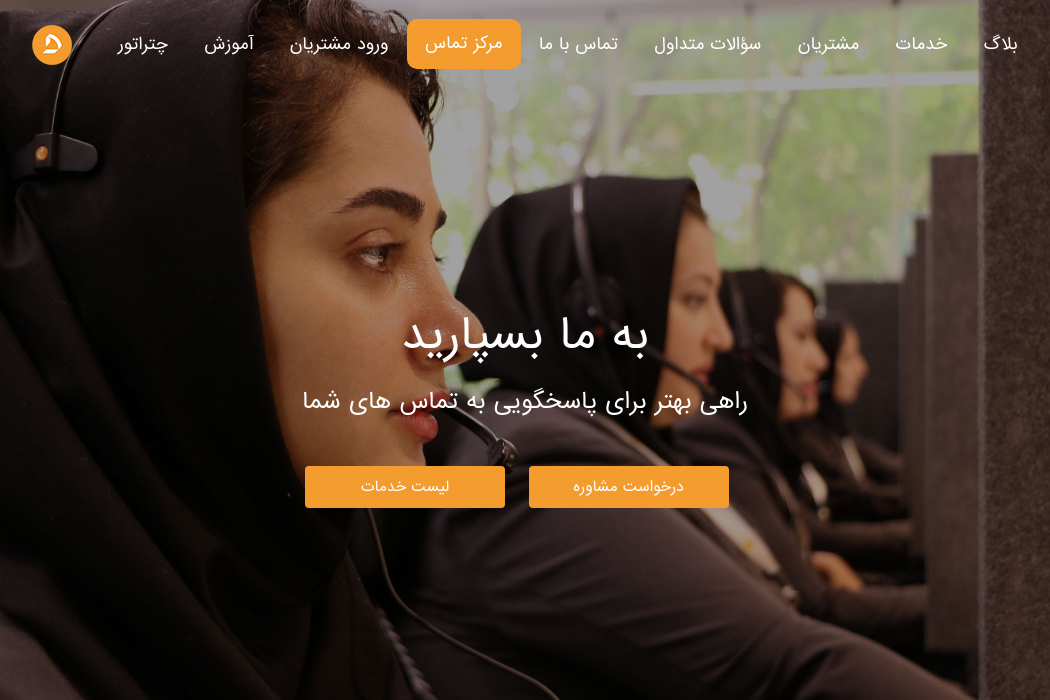 بلاگ
خدمات
مشتریان
سؤالات متداول
تماس با ما
مرکز تماس
ورود مشتریان
آموزش
چتراتور
به ما بسپارید
راهی بهتر برای پاسخگویی به تماس های شما
درخواست مشاوره
لیست خدمات